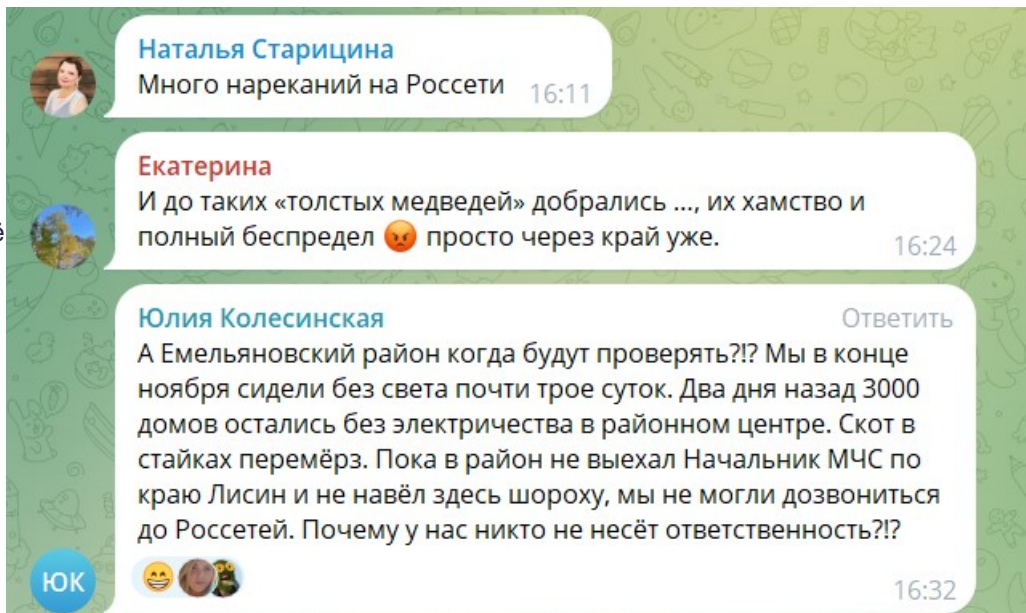 Наталья Старицина
Много нареканий на Россети 16:11
Екатерина
И до таких «толстых медведей» добрались ..., их хамство и
полный беспредел 😡 просто через край уже. 16:24
Юлия Колесинская Ответить
А Емельяновский район когда будут проверять?!? Мы в конце
ноября сидели без света почти трое суток. Два дня назад 3000
домов остались без электричества в районном центре. Скот в
стайках перемёрз. Пока в район не выехал Начальник МЧС по
краю Лисин и не навёл здесь шороху, мы не могли дозвониться
до Россетей. Почему у нас никто не несёт ответственность?!?
ЮК 16:32